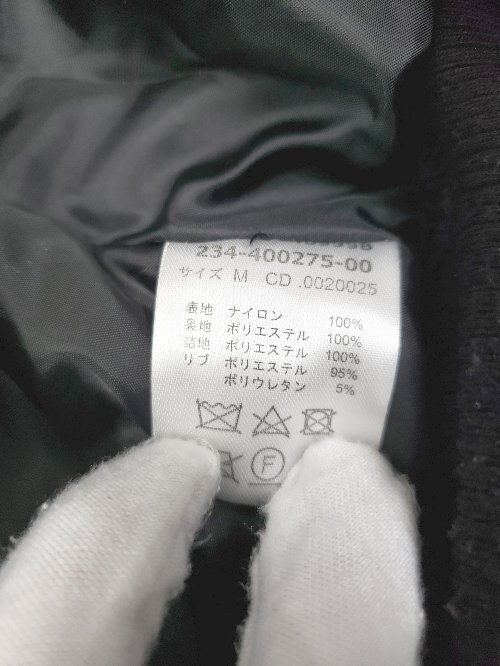 234-400275-00
サイズ M CD .0020025
表地 ナイロン 100%
裏地 ポリエステル 100%
詰地 ポリエステル 100%
リブ ポリエステル 95%
ポリウレタン 5%
F